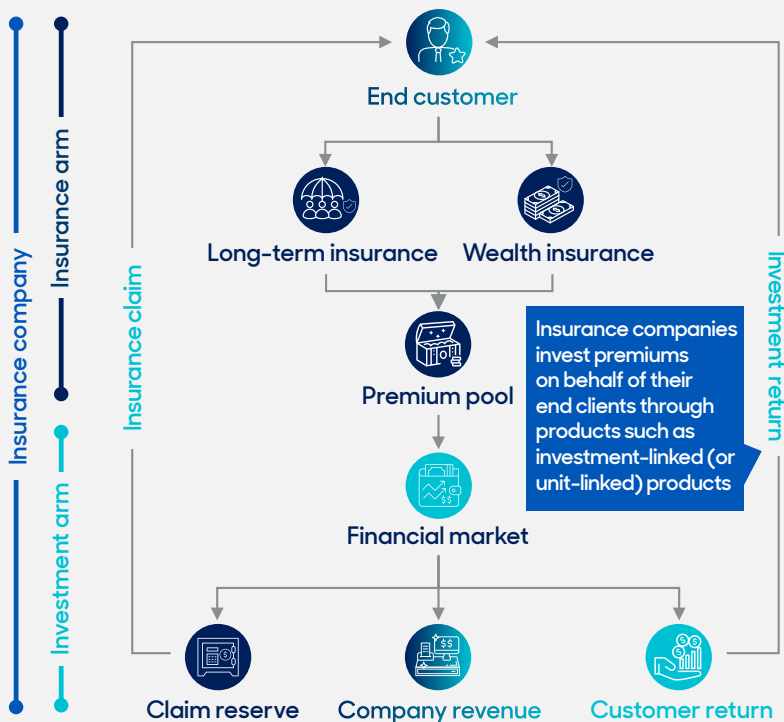 End customer
Insurance company
Insurance arm
Investment arm
Insurance claim
Investment return
Long-term insurance
Wealth insurance
Premium pool
Insurance companies
invest premiums
on behalf of their
end clients through
products such as
investment-linked (or
unit-linked) products
Financial market
Claim reserve
Company revenue
Customer return